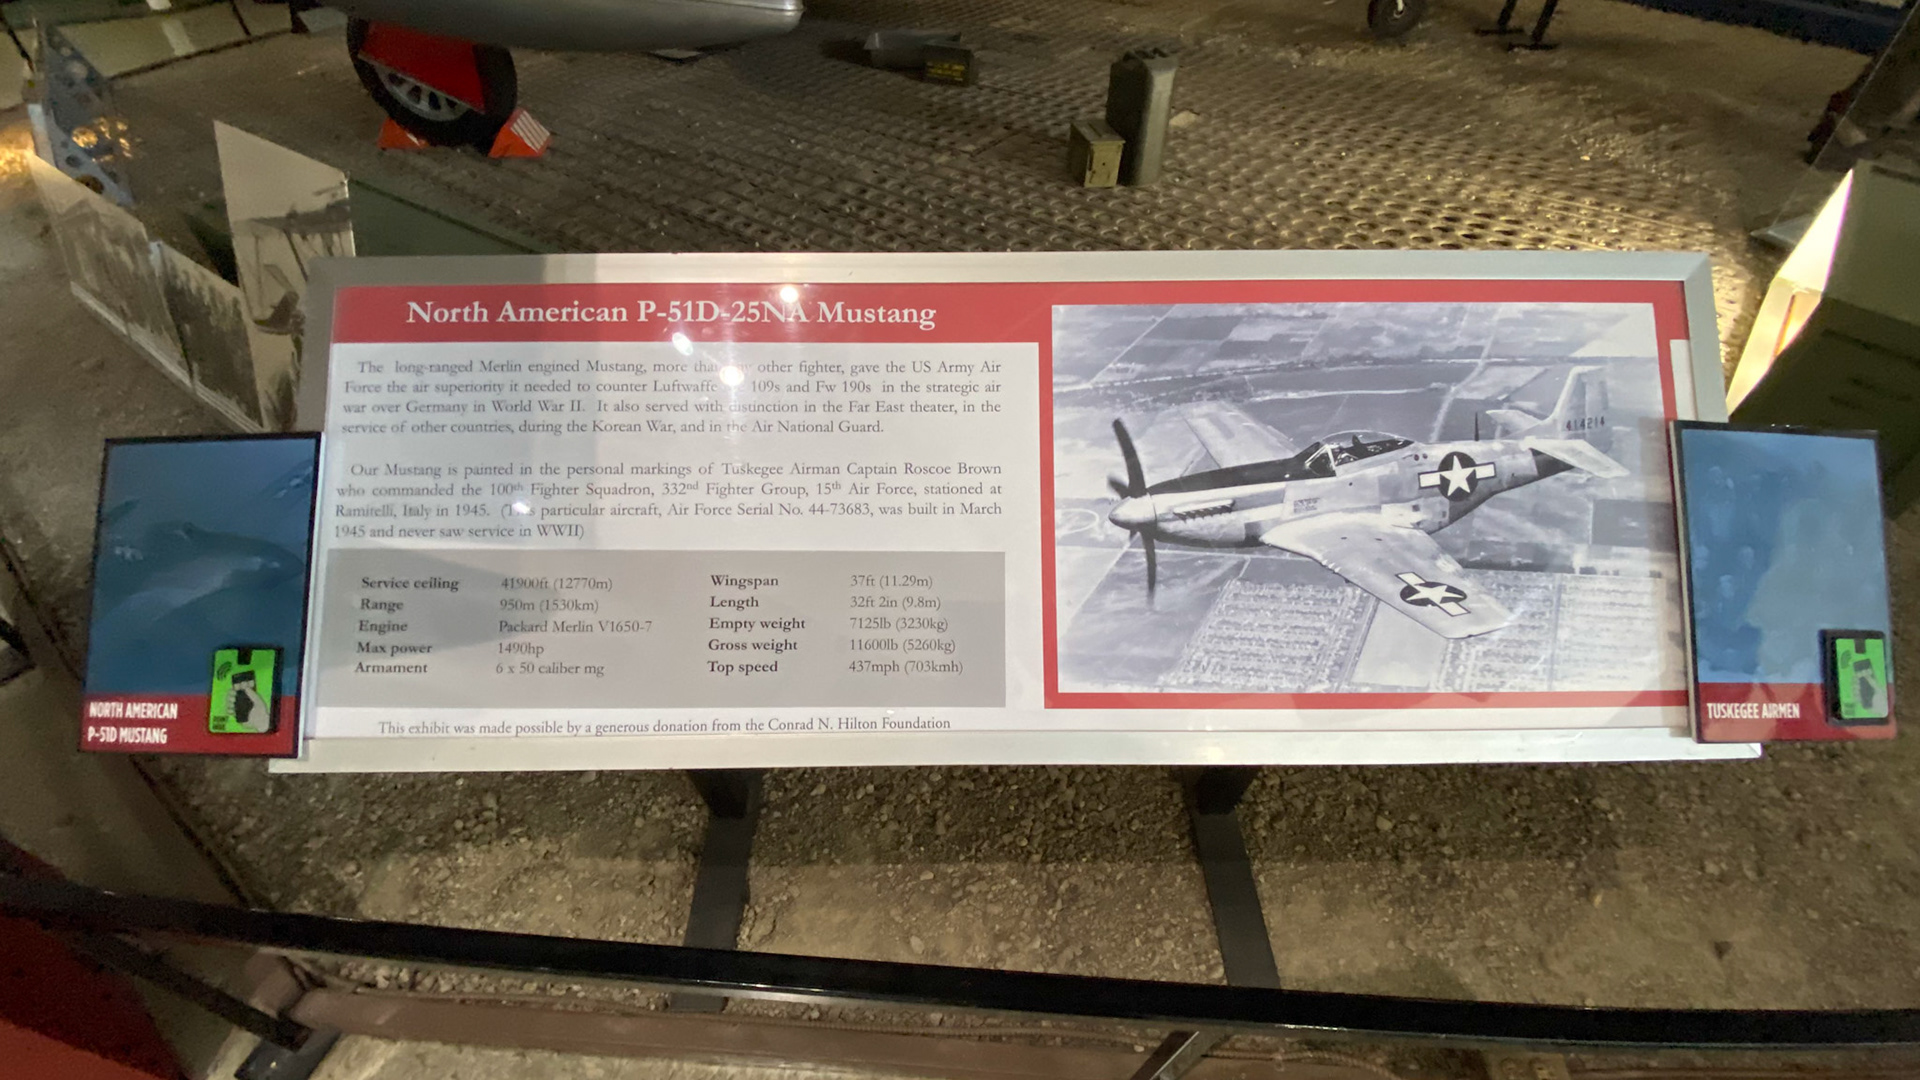 North American P-51D-25NA Mustang
The long-ranged Merlin engined Mustang, more than other fighter, gave the US Army Air
Force the air superiority it needed to counter Luftwaffe 109s and Fw 190s in the strategic air
war over Germany in World War II. It also served with distinction in the Far East theater, in the
service of other countries, during the Korean War, and in the Air National Guard.
Our Mustang is painted in the personal markings of Tuskegee Airman Captain Roscoe Brown
who commanded the 100th Fighter Squadron, 332nd Fighter Group, 15th Air Force, stationed at
Ramitelli, Italy in 1945. (This particular aircraft, Air Force Serial No. 44-73683, was built in March
1945 and never saw service in WWII)
Service ceiling 41900ft (12770m)
Range 950m (1530km)
Engine Packard Merlin V1650-7
Max power 1490hp
Armament 6 x 50 caliber mg
Wingspan 37ft (11.29m)
Length 32ft 2in (9.8m)
Empty weight 7125lb (3230kg)
Gross weight 11600lb (5260kg)
Top speed 437mph (703kmh)
This exhibit was made possible by a generous donation from the Conrad N. Hilton Foundation
414214
NORTH AMERICAN
P-51D MUSTANG
TUSKEGEE AIRMEN